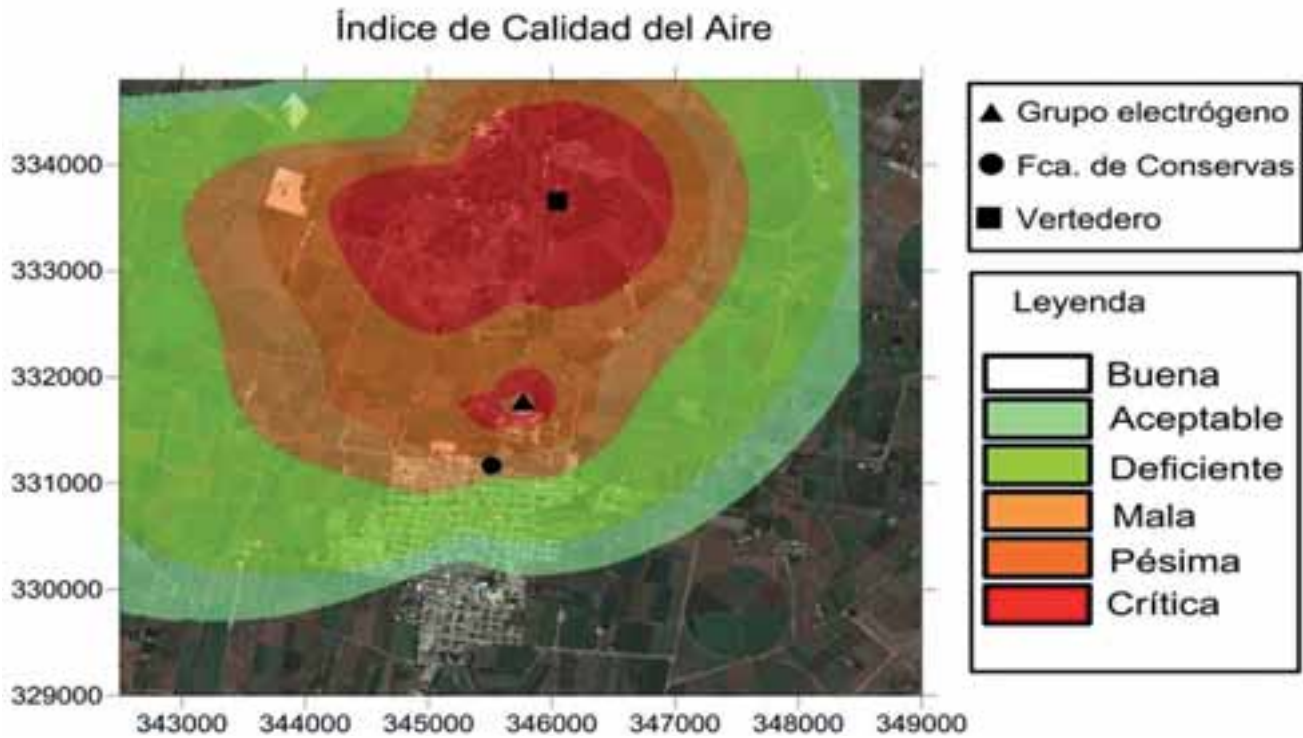 Índice de Calidad del Aire
334000
333000
332000
331000
330000
329000
343000 344000 345000 346000 347000 348000 349000
Grupo electrógeno
Fca. de Conservas
Vertedero
Leyenda
Buena
Aceptable
Deficiente
Mala
Pésima
Crítica